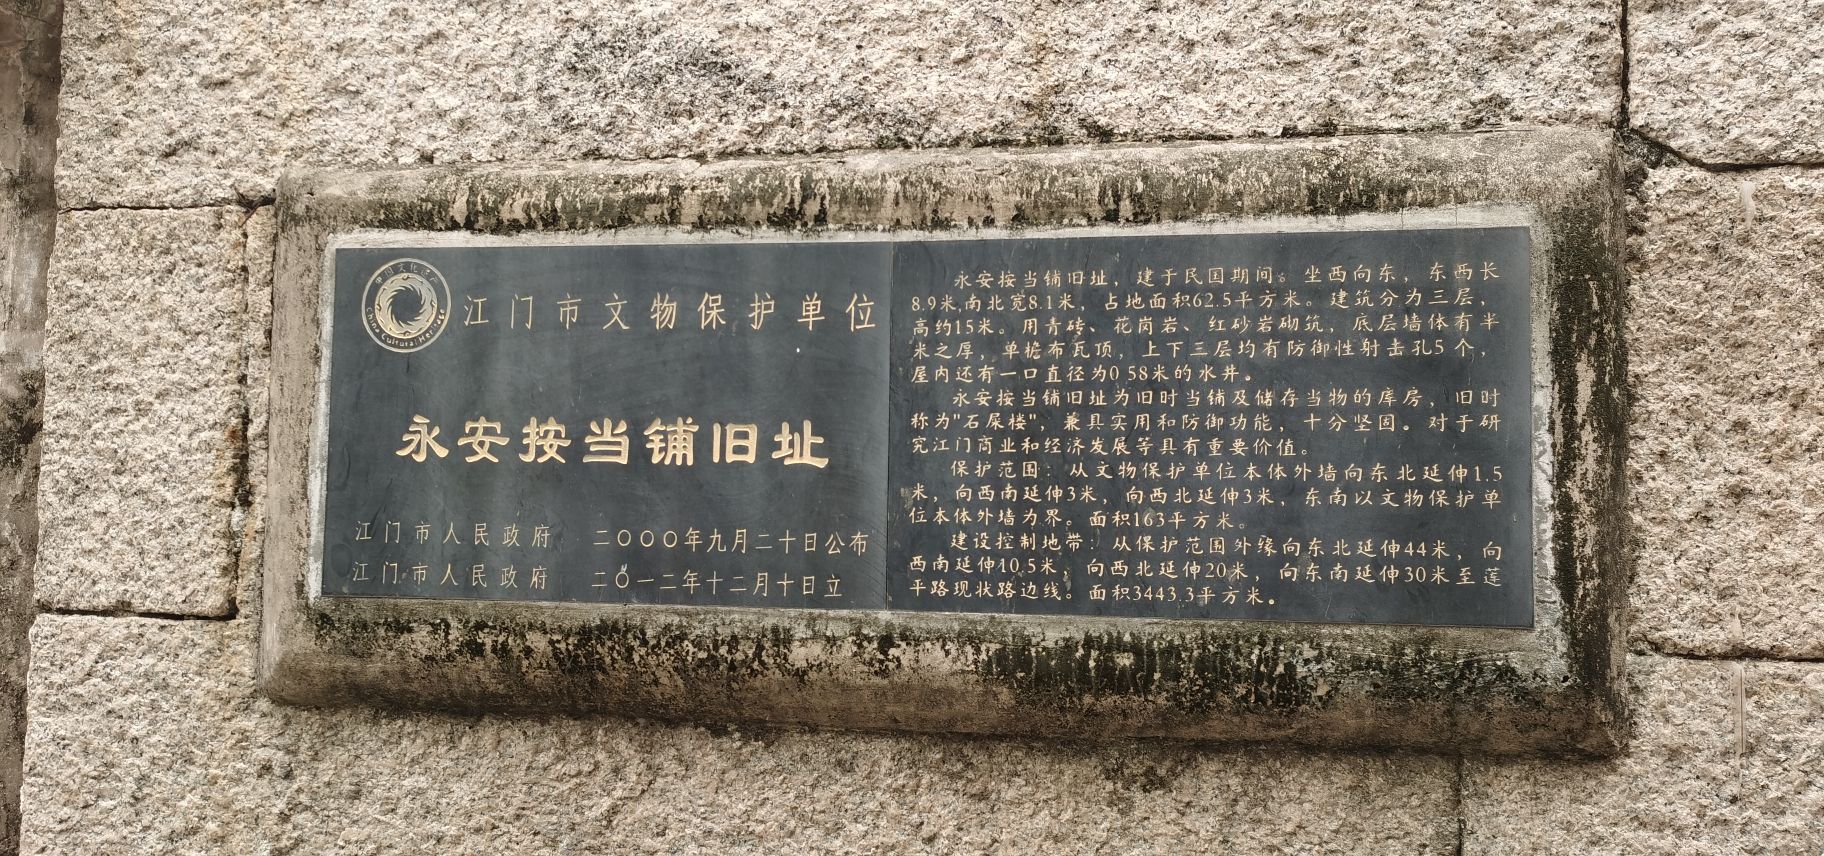 中国文化遗产
China Cultural Heritage
江门市文物保护单位
永安按当铺旧址
江门市人民政府 二〇〇〇年九月二十日公布
江门市人民政府 二〇一二年十二月十日立
永安按当铺旧址，建于民国期间。坐西向东，东西长
8.9米,南北宽8.1米，占地面积62.5平方米。建筑分为三层，
高约15米。用青砖、花岗岩、红砂岩砌筑，底层墙体有半
米之厚，单檐布瓦顶，上下三层均有防御性射击孔5个，
屋内还有一口直径为0.58米的水井。
永安按当铺旧址为旧时当铺及储存当物的库房，旧时
称为"石屎楼"，兼具实用和防御功能，十分坚固。对于研
究江门商业和经济发展等具有重要价值。
保护范围：从文物保护单位本体外墙向东北延伸1.5
米，向西南延伸3米，向西北延伸3米，东南以文物保护单
位本体外墙为界。面积163平方米。
建设控制地带：从保护范围外缘向东北延伸44米，向
西南延伸10.5米，向西北延伸20米，向东南延伸30米至莲
平路现状路边线。面积3443.3平方米。